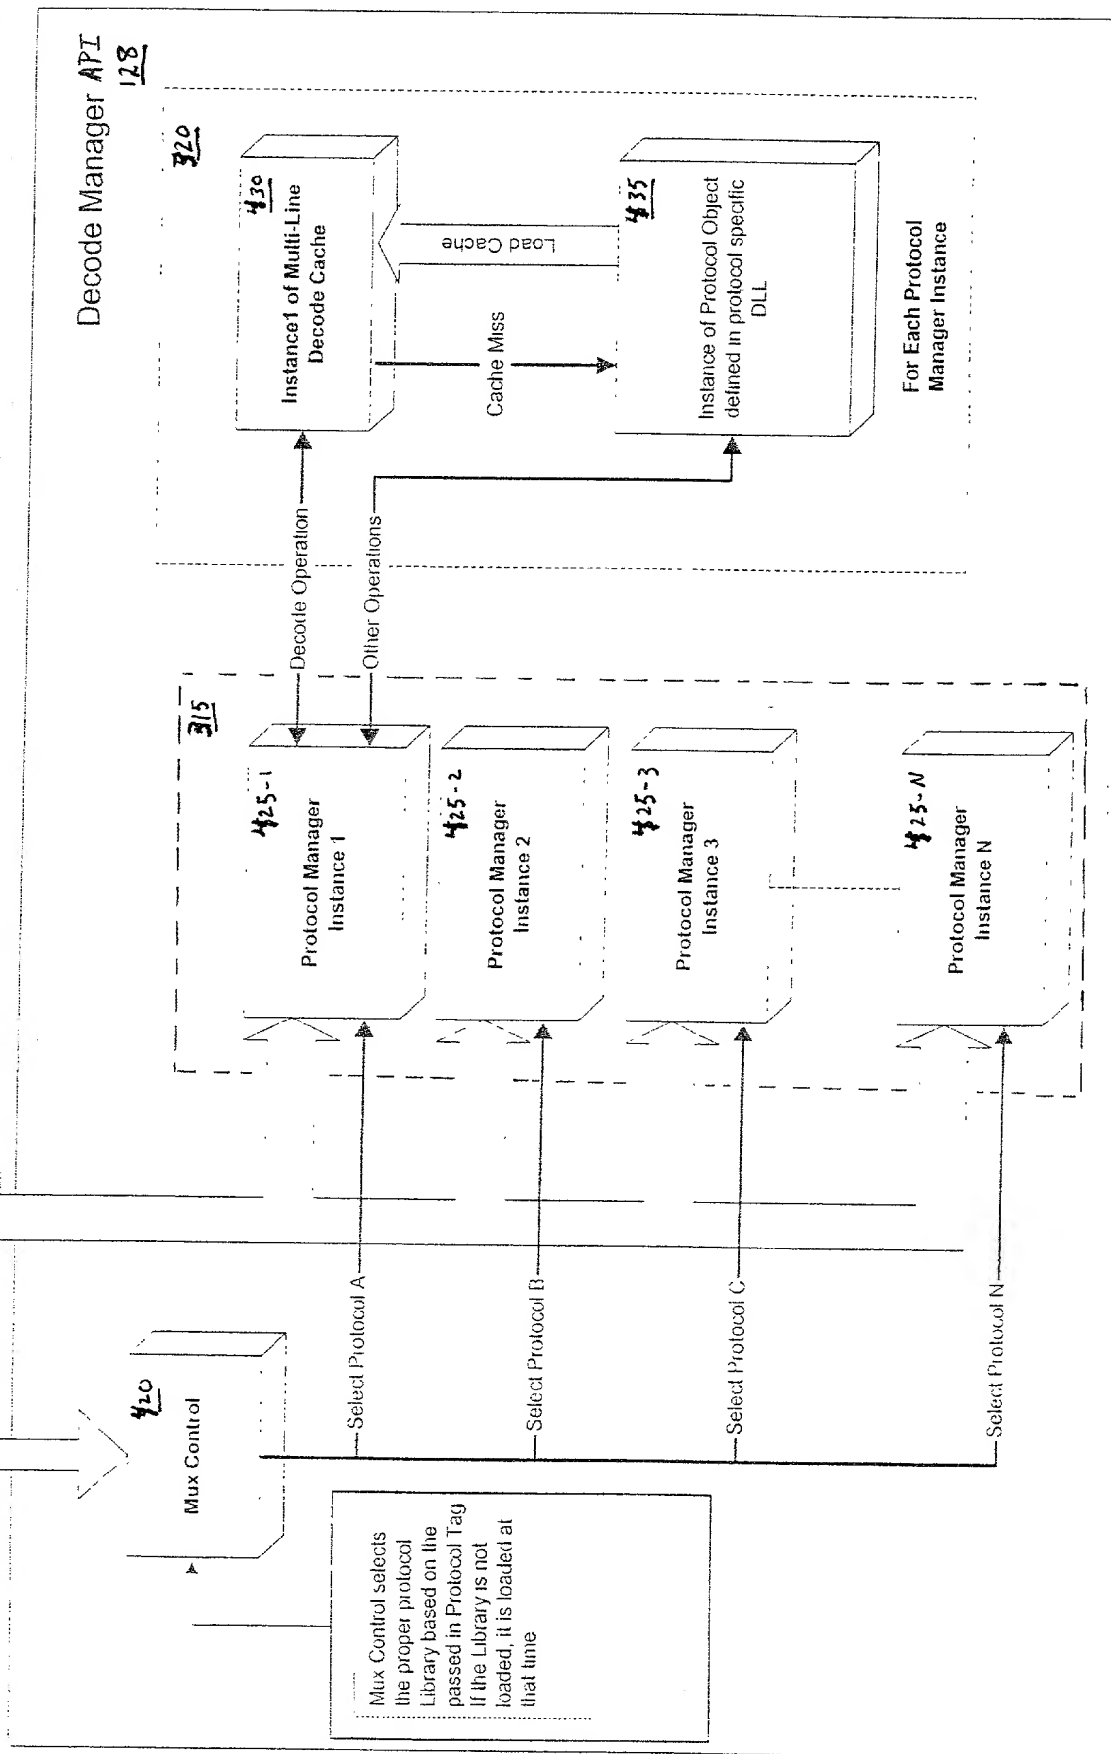 Decode Manager API
128
320
430
Instance1 of Multi-Line
Decode Cache
Load Cache
Cache Miss
435
Instance of Protocol Object
defined in protocol specific
DLL
For Each Protocol
Manager Instance
Decode Operation
Other Operations
315
425-1
Protocol Manager
Instance 1
425-2
Protocol Manager
Instance 2
425-3
Protocol Manager
Instance 3
425-N
Protocol Manager
Instance N
420
Mux Control
Select Protocol A
Select Protocol B
Select Protocol C
Select Protocol N
Mux Control selects
the proper protocol
Library based on the
passed in Protocol Tag
If the Library is not
loaded, it is loaded at
that time